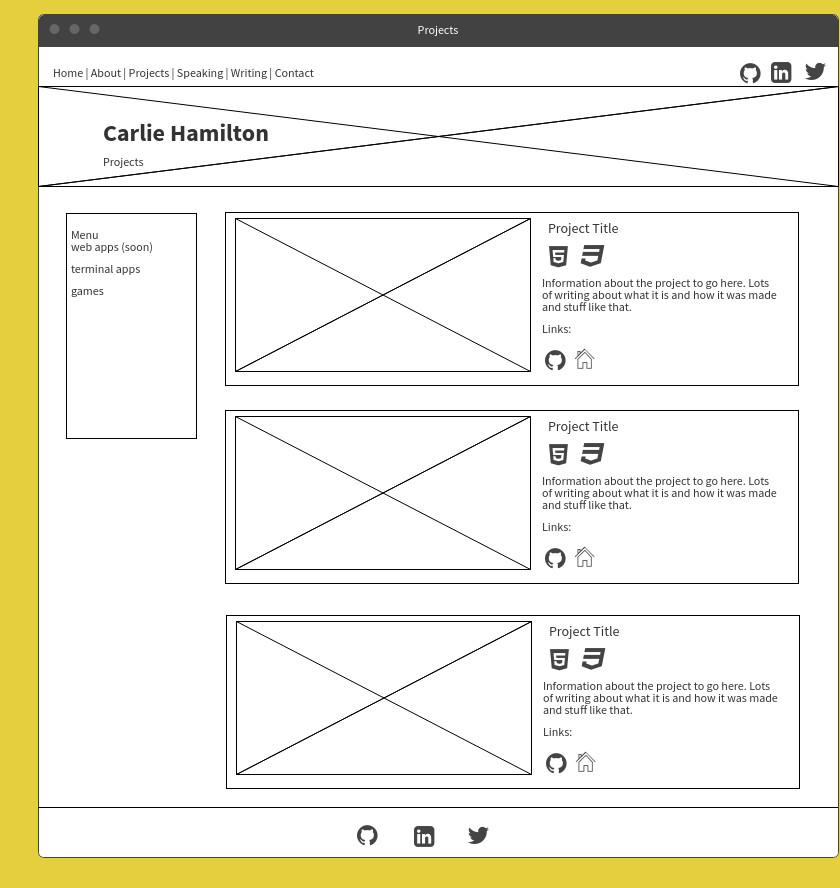 Projects
Home | About | Projects | Speaking | Writing | Contact
Carlie Hamilton
Projects
Menu
web apps (soon)
terminal apps
games
Project Title
Information about the project to go here. Lots
of writing about what it is and how it was made
and stuff like that.
Links:
Project Title
Information about the project to go here. Lots
of writing about what it is and how it was made
and stuff like that.
Links:
Project Title
Information about the project to go here. Lots
of writing about what it is and how it was made
and stuff like that.
Links: